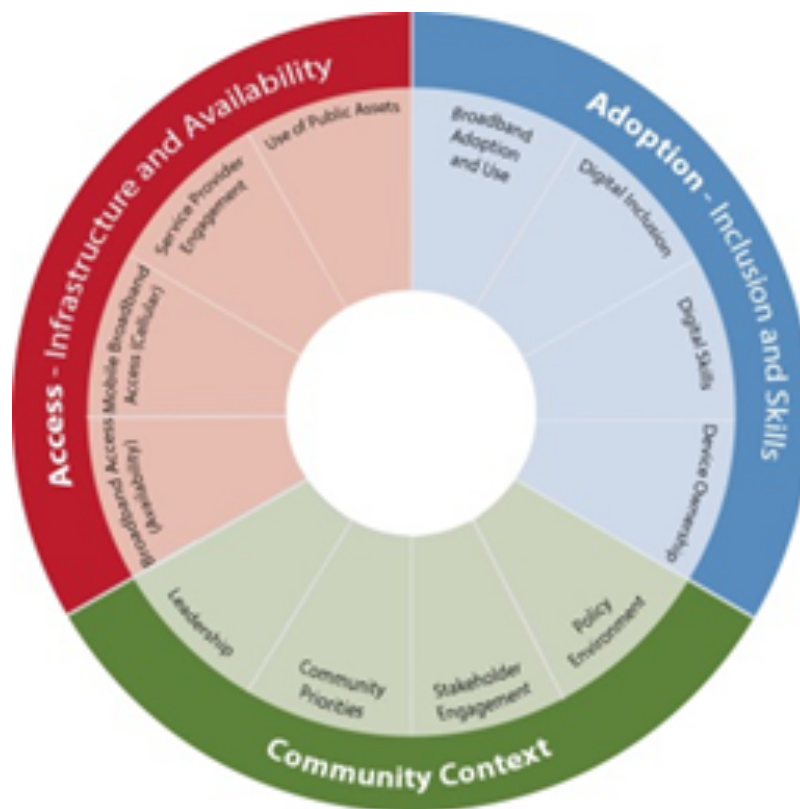 Access - Infrastructure and Availability
Use of Public Assets
Service Provider
Engagement
Mobile Broadband
Access (Cellular)
Broadband Access
(Availability)
Adoption - Inclusion and Skills
Broadband
Adoption
and Use
Digital Inclusion
Digital Skills
Device Ownership
Policy
Environment
Stakeholder
Engagement
Community
Priorities
Leadership
Community Context